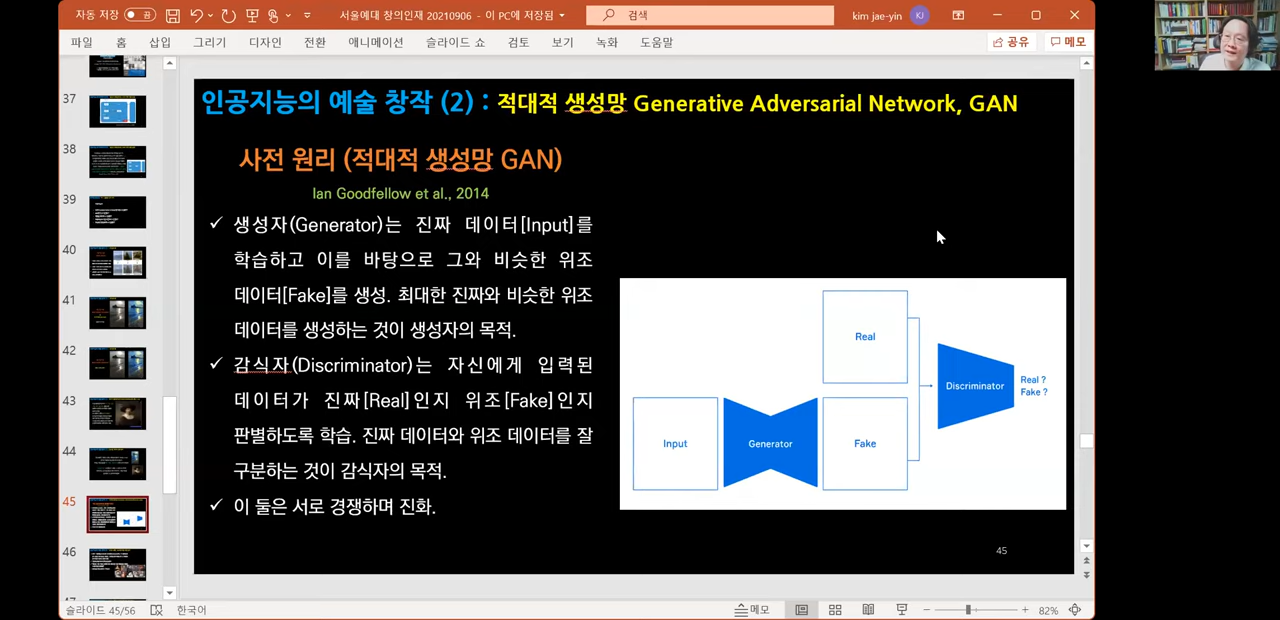 자동 저장 끔 서울예대 창의인재 20210906 - 이 PC에 저장됨 검색 kim jae-yin KJ
파일 홈 삽입 그리기 디자인 전환 애니메이션 슬라이드 쇼 검토 보기 녹화 도움말 공유 메모
37
38
39
40
41
42
43
44
45
46
인공지능의 예술 창작 (2) : 적대적 생성망 Generative Adversarial Network, GAN
사전 원리 (적대적 생성망 GAN)
Ian Goodfellow et al., 2014
✓ 생성자(Generator)는 진짜 데이터[Input]를
학습하고 이를 바탕으로 그와 비슷한 위조
데이터[Fake]를 생성. 최대한 진짜와 비슷한 위조
데이터를 생성하는 것이 생성자의 목적.
✓ 감식자(Discriminator)는 자신에게 입력된
데이터가 진짜[Real]인지 위조[Fake]인지
판별하도록 학습. 진짜 데이터와 위조 데이터를 잘
구분하는 것이 감식자의 목적.
✓ 이 둘은 서로 경쟁하며 진화.
Real
Input
Generator
Fake
Discriminator
Real ?
Fake ?
45
슬라이드 45/56 한국어 메모 82%